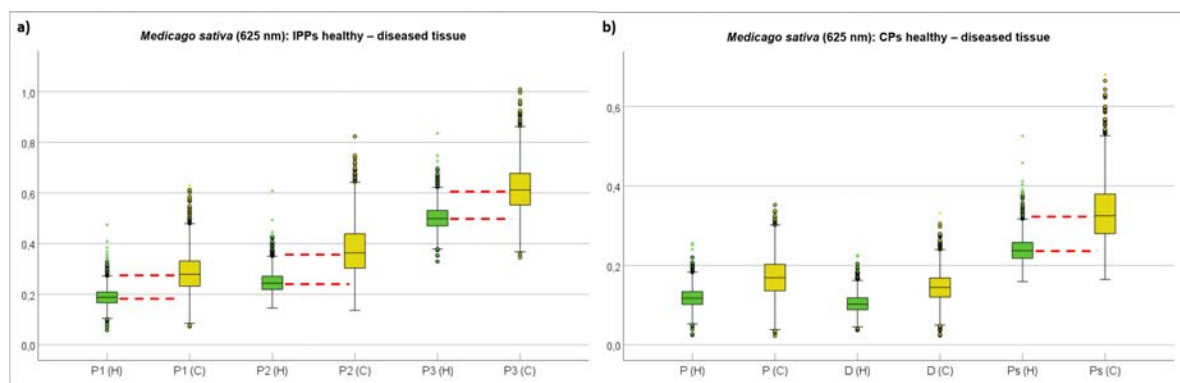 a)
Medicago sativa (625 nm): IPPs healthy – diseased tissue
1,0
0,8
0,6
0,4
0,2
0,0
P1 (H) P1 (C) P2 (H) P2 (C) P3 (H) P3 (C)
b)
Medicago sativa (625 nm): CPs healthy – diseased tissue
0,6
0,4
0,2
0,0
P (H) P (C) D (H) D (C) Ps (H) Ps (C)